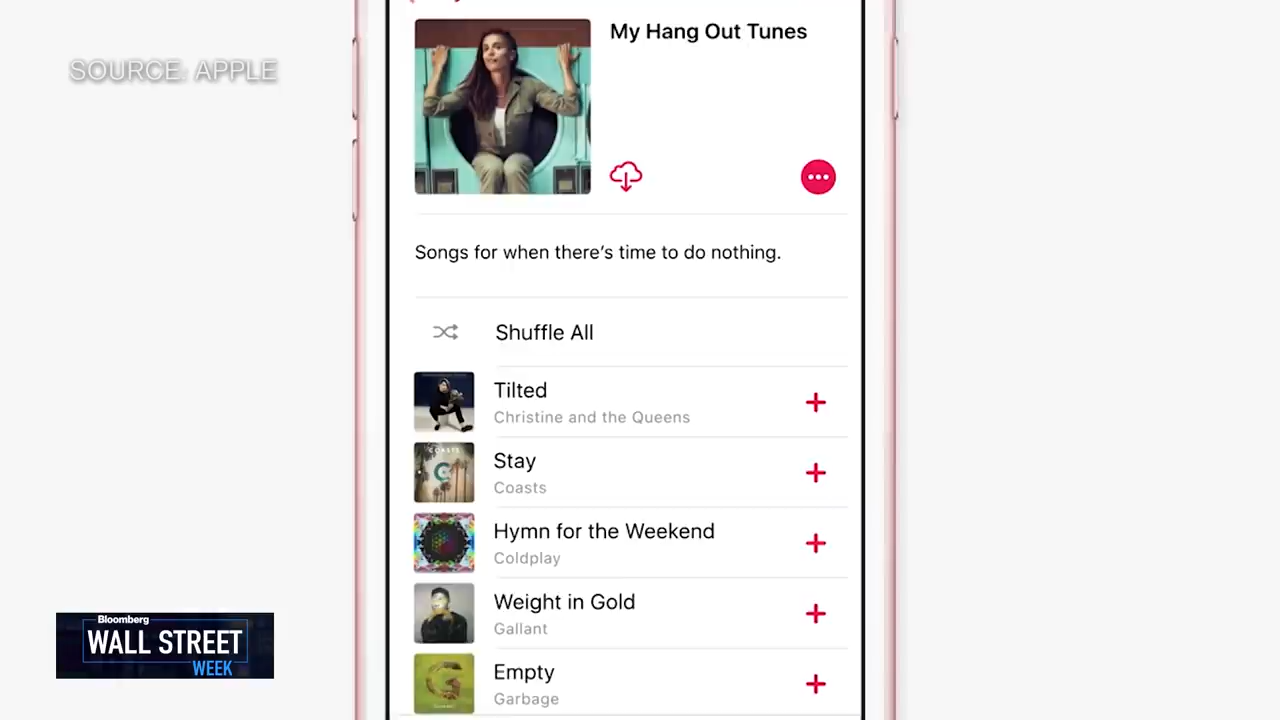 SOURCE: APPLE
My Hang Out Tunes
Songs for when there’s time to do nothing.
Shuffle All
Tilted
Christine and the Queens
Stay
Coasts
COASTS
Hymn for the Weekend
Coldplay
Weight in Gold
Gallant
Empty
Garbage
Bloomberg
WALL STREET
WEEK